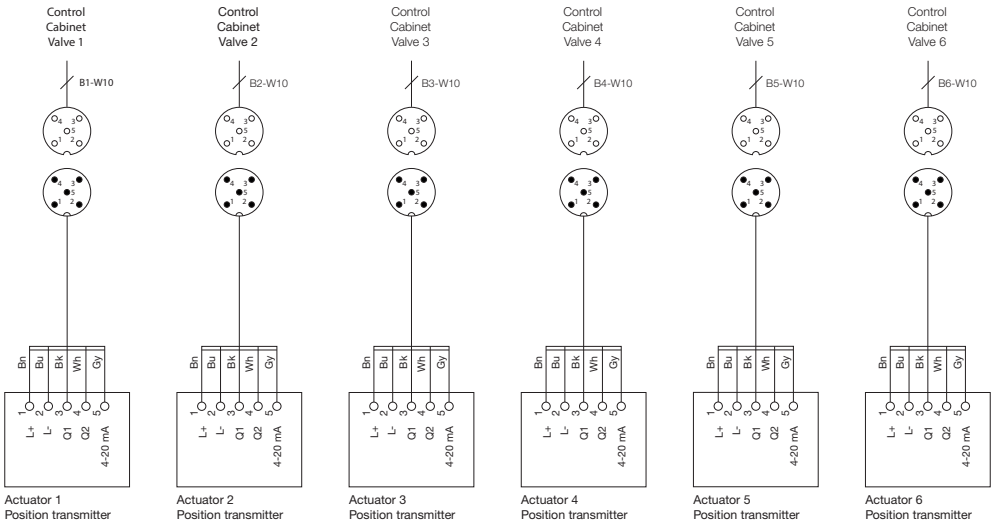 Control
Cabinet
Valve 1
B1-W10
4 3
5
1 2
4 3
5
1 2
Bn Bu Bk Wh Gy
1 2 3 4 5
L+ L- Q1 Q2 4-20 mA
Actuator 1
Position transmitter
Control
Cabinet
Valve 2
B2-W10
4 3
5
1 2
4 3
5
1 2
Bn Bu Bk Wh Gy
1 2 3 4 5
L+ L- Q1 Q2 4-20 mA
Actuator 2
Position transmitter
Control
Cabinet
Valve 3
B3-W10
4 3
5
1 2
4 3
5
1 2
Bn Bu Bk Wh Gy
1 2 3 4 5
L+ L- Q1 Q2 4-20 mA
Actuator 3
Position transmitter
Control
Cabinet
Valve 4
B4-W10
4 3
5
1 2
4 3
5
1 2
Bn Bu Bk Wh Gy
1 2 3 4 5
L+ L- Q1 Q2 4-20 mA
Actuator 4
Position transmitter
Control
Cabinet
Valve 5
B5-W10
4 3
5
1 2
4 3
5
1 2
Bn Bu Bk Wh Gy
1 2 3 4 5
L+ L- Q1 Q2 4-20 mA
Actuator 5
Position transmitter
Control
Cabinet
Valve 6
B6-W10
4 3
5
1 2
4 3
5
1 2
Bn Bu Bk Wh Gy
1 2 3 4 5
L+ L- Q1 Q2 4-20 mA
Actuator 6
Position transmitter